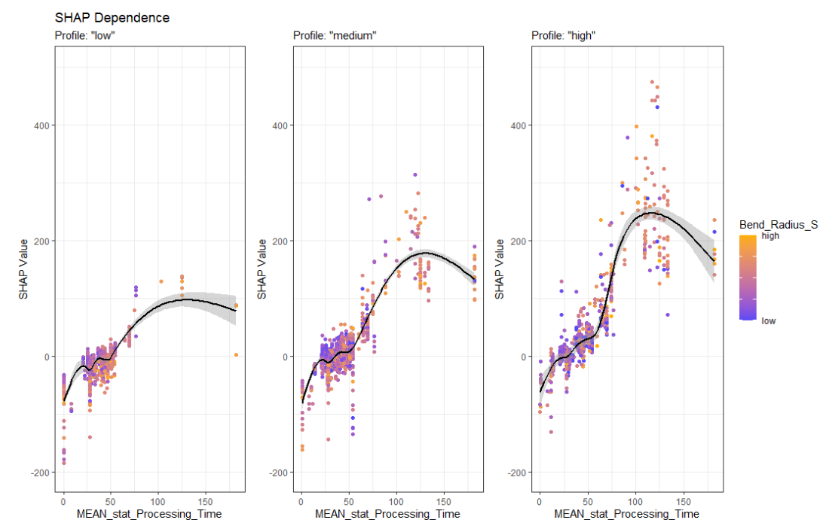 SHAP Dependence
Profile: "low"
Profile: "medium"
Profile: "high"
SHAP Value
400
200
0
-200
0
50
100
150
MEAN_stat_Processing_Time
SHAP Value
400
200
0
-200
0
50
100
150
MEAN_stat_Processing_Time
SHAP Value
400
200
0
-200
0
50
100
150
MEAN_stat_Processing_Time
Bend_Radius_S
high
low